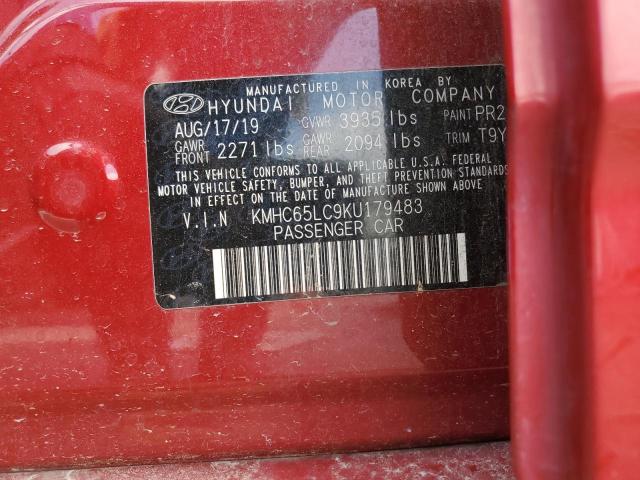 MANUFACTURED IN KOREA BY
HYUNDAI MOTOR COMPANY
AUG/17/19 GVWR 3935 lbs PAINT PR2
GAWR FRONT 2271 lbs GAWR REAR 2094 lbs TRIM T9Y
THIS VEHICLE CONFORMS TO ALL APPLICABLE U.S.A. FEDERAL
MOTOR VEHICLE SAFETY, BUMPER, AND THEFT PREVENTION STANDARDS
IN EFFECT ON THE DATE OF MANUFACTURE SHOWN ABOVE.
V.I.N KMHC65LC9KU179483
PASSENGER CAR